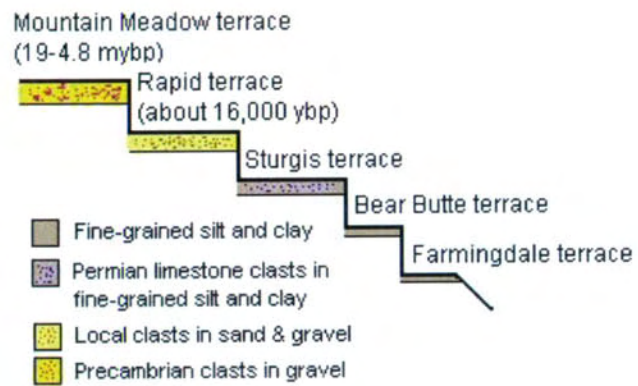 Mountain Meadow terrace
(19-4.8 mybp)
Rapid terrace
(about 16,000 ybp)
Sturgis terrace
Bear Butte terrace
Farmingdale terrace
Fine-grained silt and clay
Permian limestone clasts in
fine-grained silt and clay
Local clasts in sand & gravel
Precambrian clasts in gravel